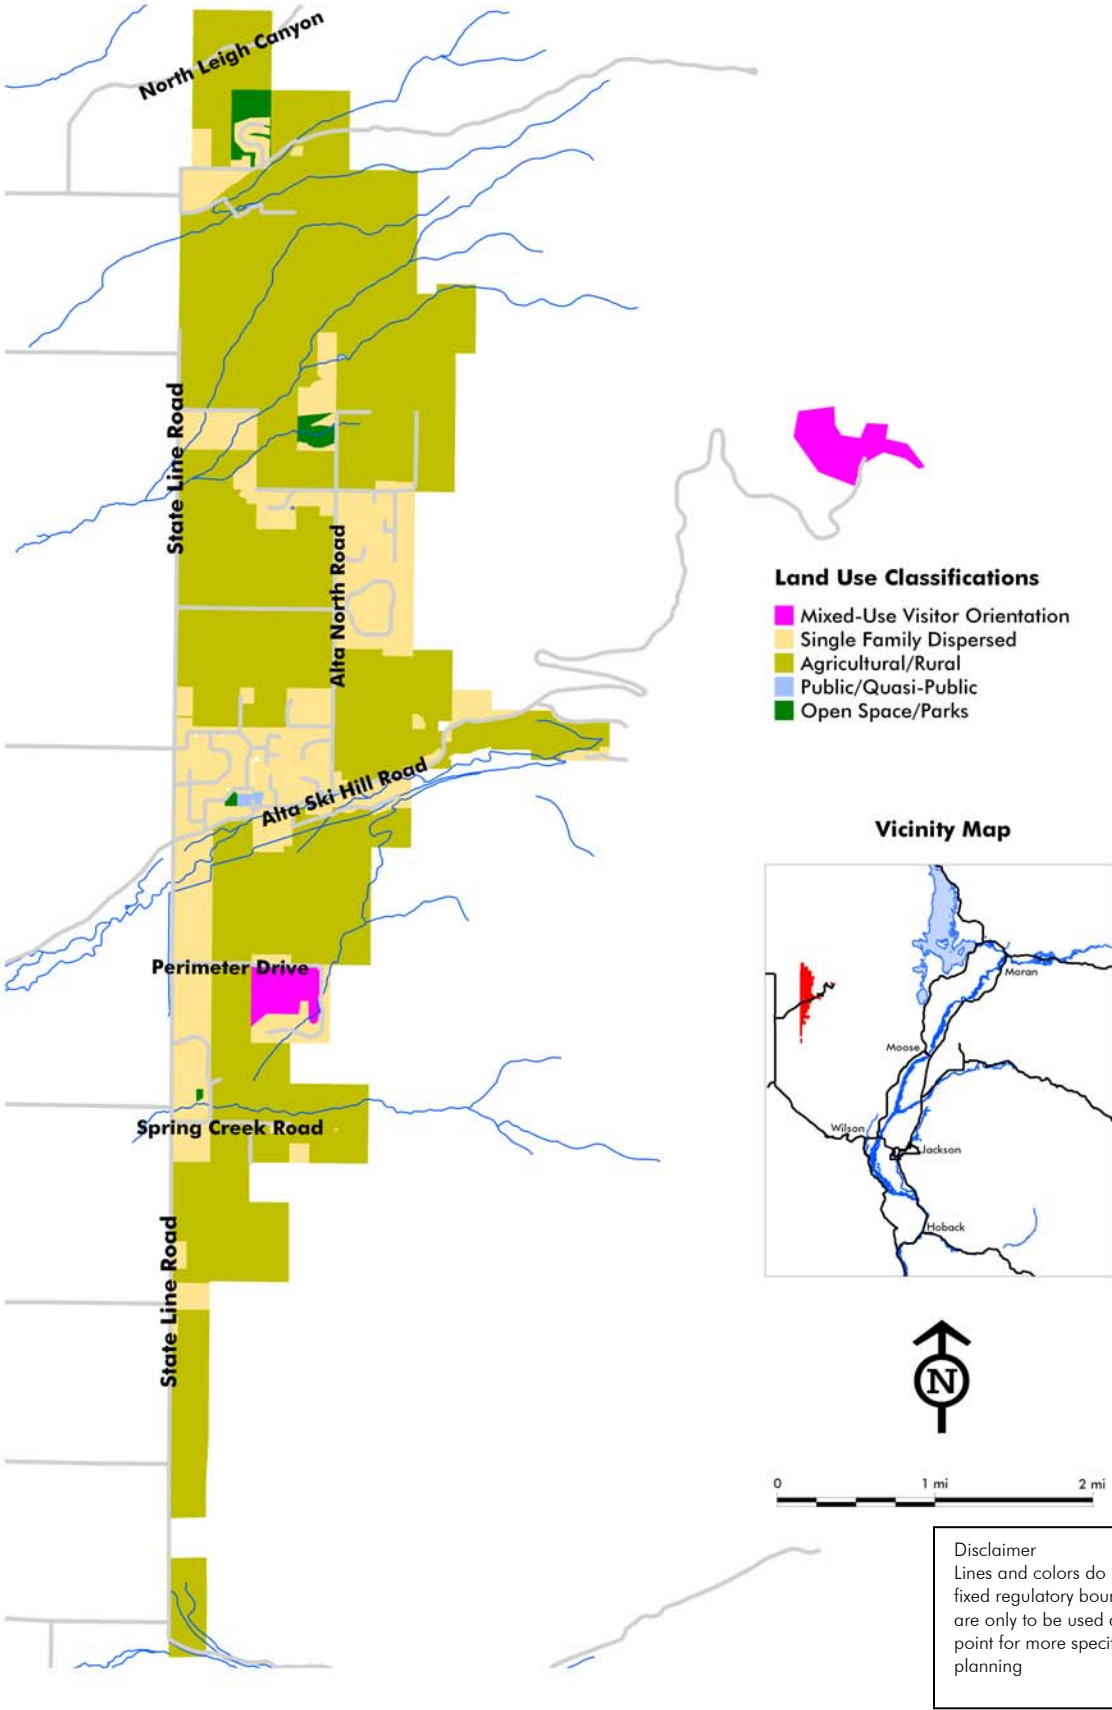 North Leigh Canyon
State Line Road
Alta North Road
Land Use Classifications
Mixed-Use Visitor Orientation
Single Family Dispersed
Agricultural/Rural
Public/Quasi-Public
Open Space/Parks
Alta Ski Hill Road
Vicinity Map
Moran
Moose
Wilson
Jackson
Hoback
Perimeter Drive
Spring Creek Road
State Line Road
N
0 1 mi 2 mi
Disclaimer
Lines and colors do
fixed regulatory
are only to be used
point for more
planning